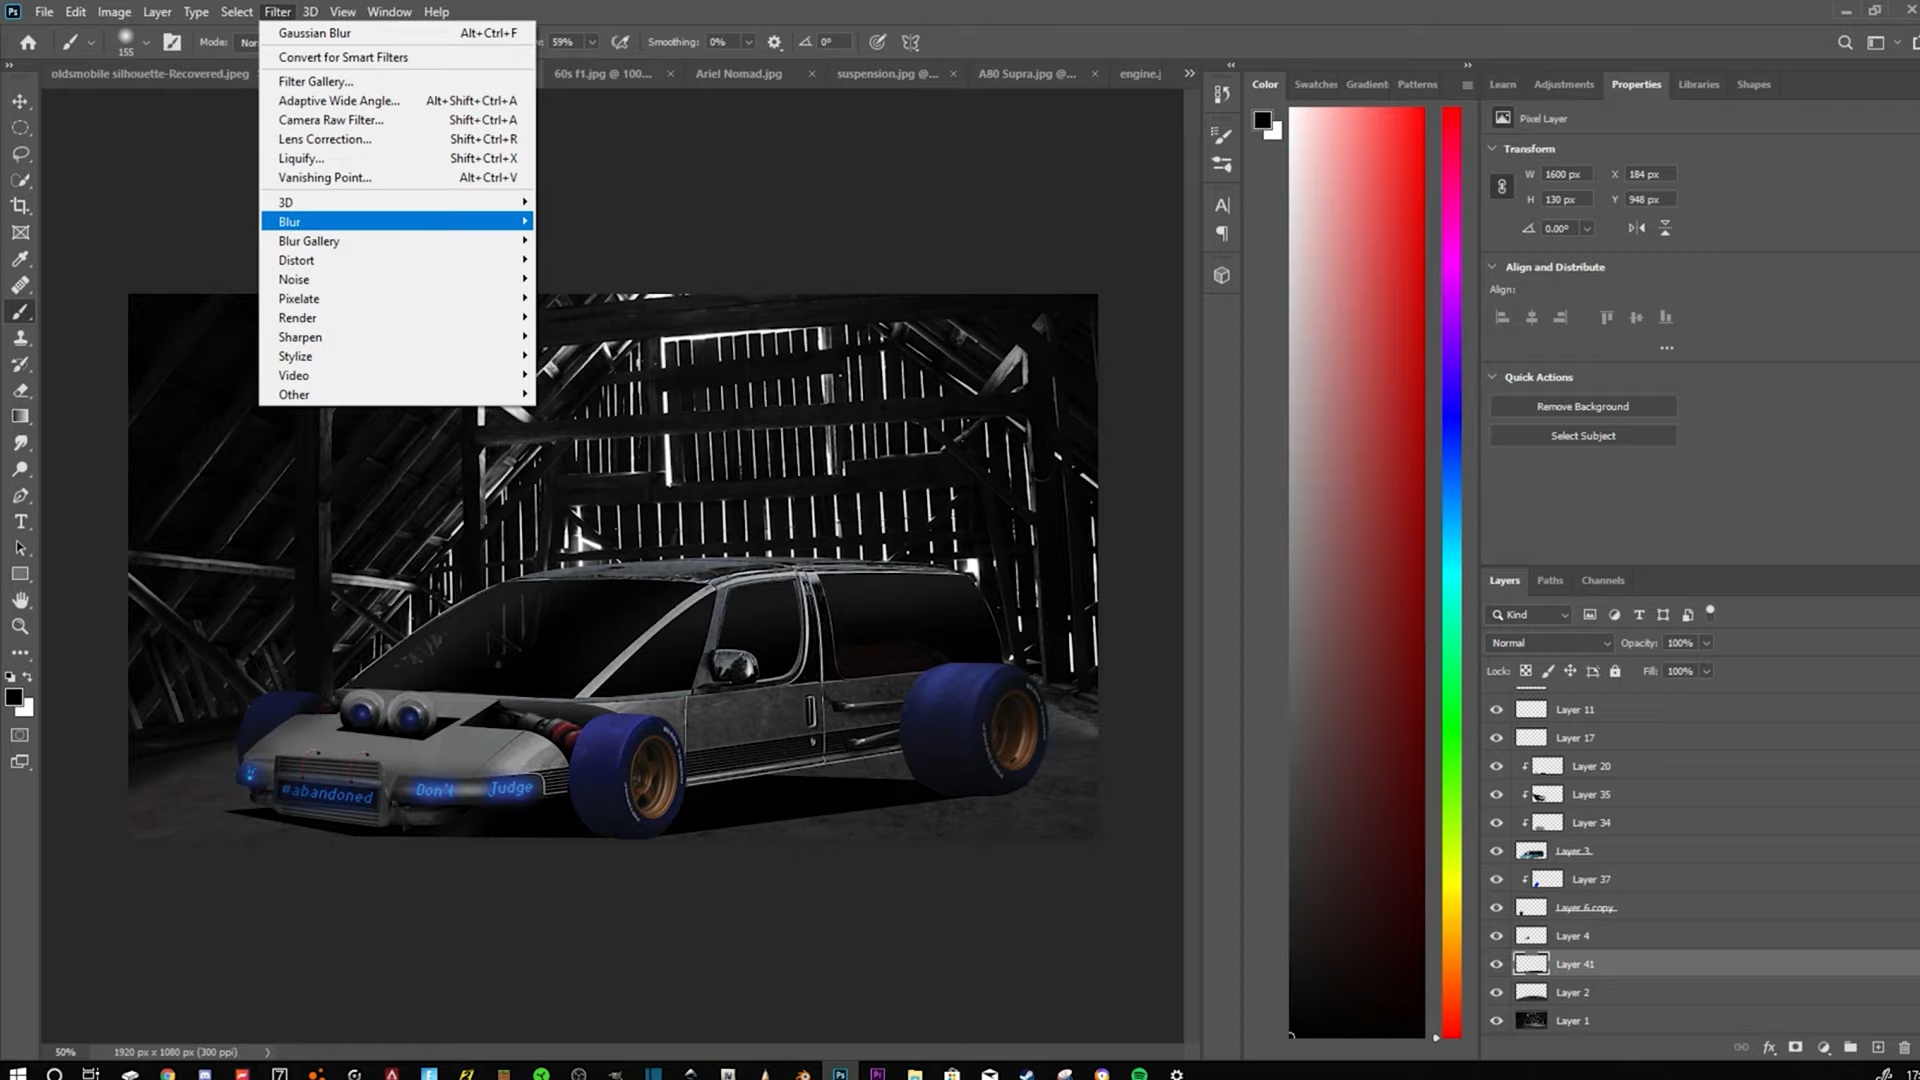 Ps File Edit Image Layer Type Select Filter 3D View Window Help
155 Mode: 59% Smoothing: 0% 0°
Gaussian Blur Alt+Ctrl+F
Convert for Smart Filters
Filter Gallery...
Adaptive Wide Angle... Alt+Shift+Ctrl+A
Camera Raw Filter... Shift+Ctrl+A
Lens Correction... Shift+Ctrl+R
Liquify... Shift+Ctrl+X
Vanishing Point... Alt+Ctrl+V
3D
Blur
Blur Gallery
Distort
Noise
Pixelate
Render
Sharpen
Stylize
Video
Other
oldsmobile silhouette-Recovered.jpeg 60s f1.jpg @ 100... × Ariel Nomad.jpg × suspension.jpg @... × A80 Supra.jpg @... × engine.j
#abandoned Don't Judge
50% 1920 px x 1080 px (300 ppi)
Color Swatches Gradient Patterns
Learn Adjustments Properties Libraries Shapes
Pixel Layer
Transform
W 1600 px X 184 px
H 130 px Y 948 px
0.00°
Align and Distribute
Align:
Quick Actions
Remove Background
Select Subject
Layers Paths Channels
Kind
Normal Opacity: 100%
Lock: Fill: 100%
Layer 11
Layer 17
Layer 20
Layer 35
Layer 34
Layer 3
Layer 37
Layer 6 copy
Layer 4
Layer 41
Layer 2
Layer 1
fx
Ps Pr 17: